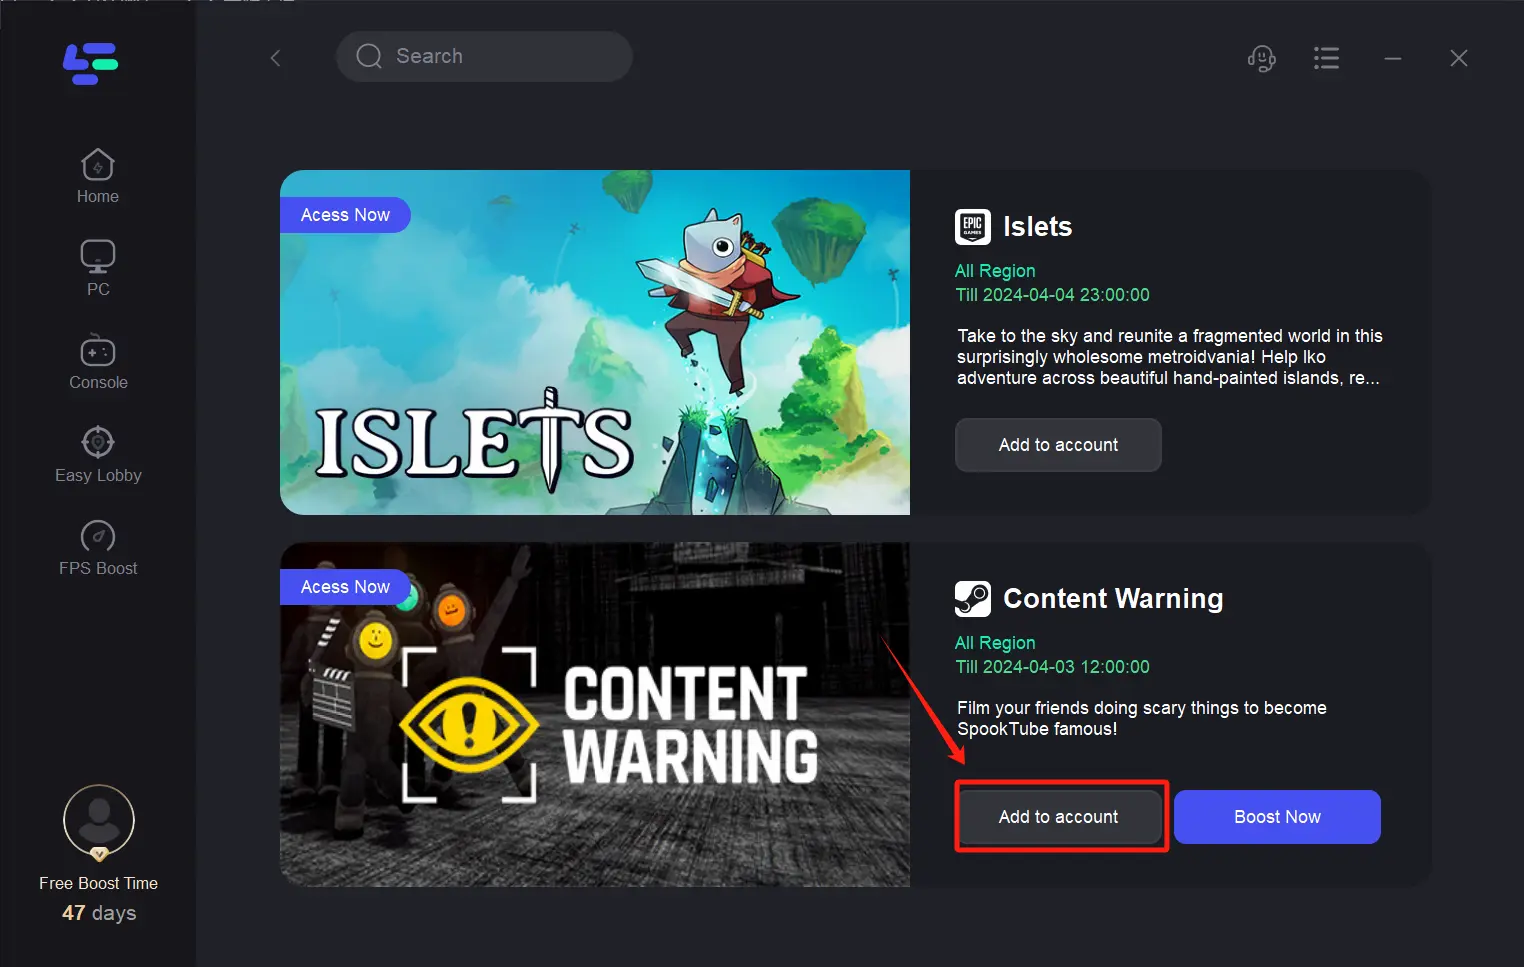 Search
Home
PC
Console
Easy Lobby
FPS Boost
Free Boost Time
47 days
Acess Now
ISLETS
EPIC
GAMES
Islets
All Region
Till 2024-04-04 23:00:00
Take to the sky and reunite a fragmented world in this
surprisingly wholesome metroidvania! Help Iko
adventure across beautiful hand-painted islands, re...
Add to account
Acess Now
CONTENT
WARNING
Content Warning
All Region
Till 2024-04-03 12:00:00
Film your friends doing scary things to become
SpookTube famous!
Add to account
Boost Now